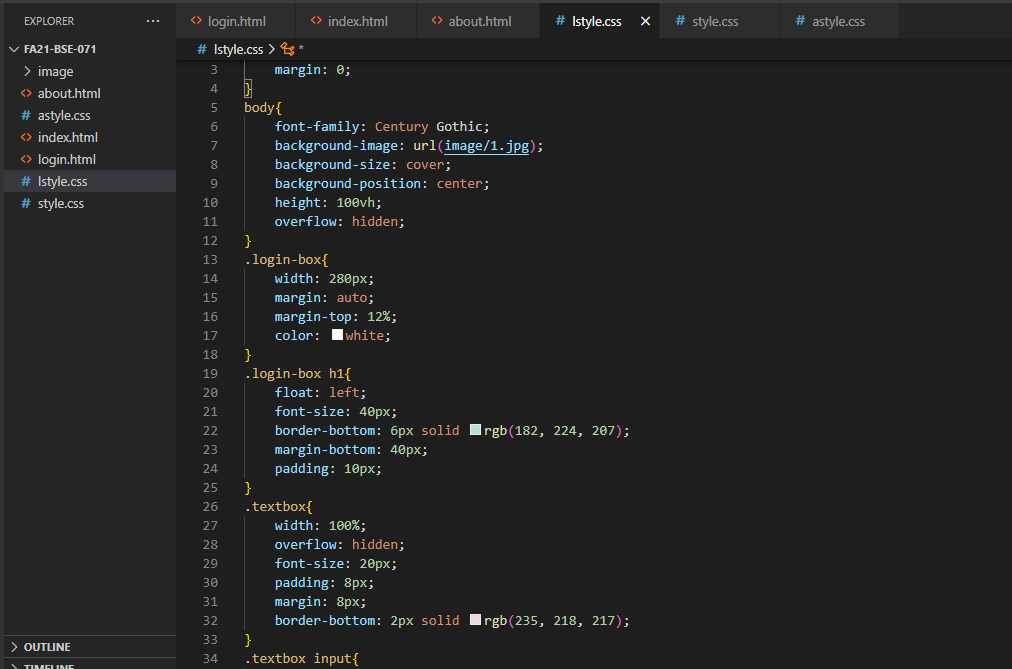 EXPLORER
···
FA21-BSE-071
image
about.html
# astyle.css
index.html
login.html
# lstyle.css
# style.css
OUTLINE
TIMELINE
<> login.html
<> index.html
<> about.html
# lstyle.css
# style.css
# astyle.css
# lstyle.css > *
3 margin: 0;
4 }
5 body{
6 font-family: Century Gothic;
7 background-image: url(image/1.jpg);
8 background-size: cover;
9 background-position: center;
10 height: 100vh;
11 overflow: hidden;
12 }
13 .login-box{
14 width: 280px;
15 margin: auto;
16 margin-top: 12%;
17 color: white;
18 }
19 .login-box h1{
20 float: left;
21 font-size: 40px;
22 border-bottom: 6px solid rgb(182, 224, 207);
23 margin-bottom: 40px;
24 padding: 10px;
25 }
26 .textbox{
27 width: 100%;
28 overflow: hidden;
29 font-size: 20px;
30 padding: 8px;
31 margin: 8px;
32 border-bottom: 2px solid rgb(235, 218, 217);
33 }
34 .textbox input{